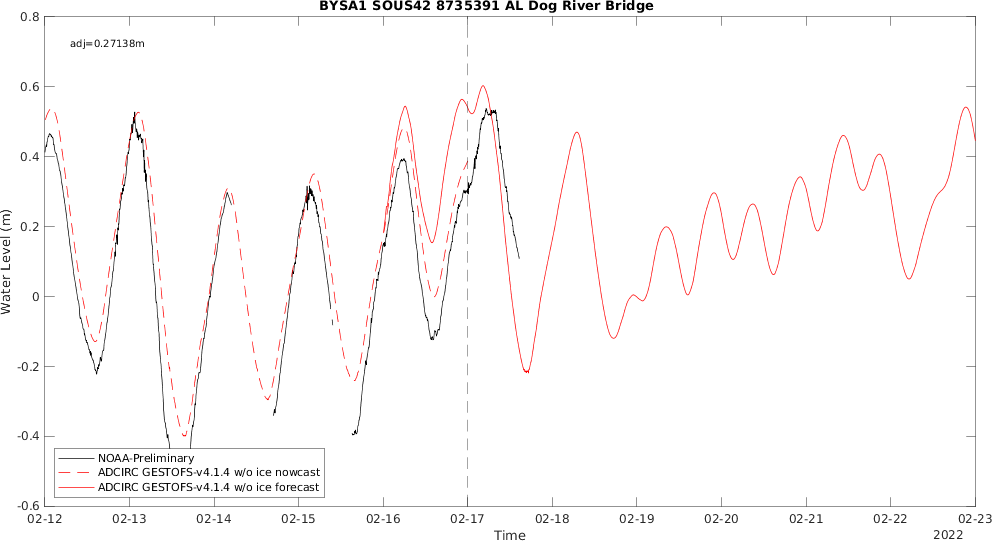 BYSA1 SOUS42 8735391 AL Dog River Bridge
adj=0.27138m
0.8
0.6
0.4
0.2
0
-0.2
-0.4
-0.6
Water Level (m)
NOAA-Preliminary
ADCIRC GESTOFS-v4.1.4 w/o ice nowcast
ADCIRC GESTOFS-v4.1.4 w/o ice forecast
02-12 02-13 02-14 02-15 02-16 02-17 02-18 02-19 02-20 02-21 02-22 02-23
Time
2022